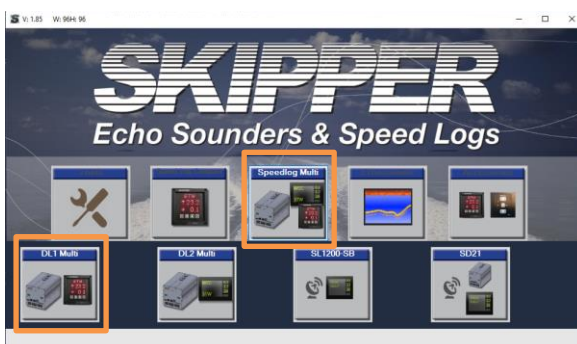 V: 1.85 W: 96H: 96
SKIPPER
Echo Sounders & Speed Logs
Speedlog Multi
DL1 Multi
DL2 Multi
SL1200-SB
SD21